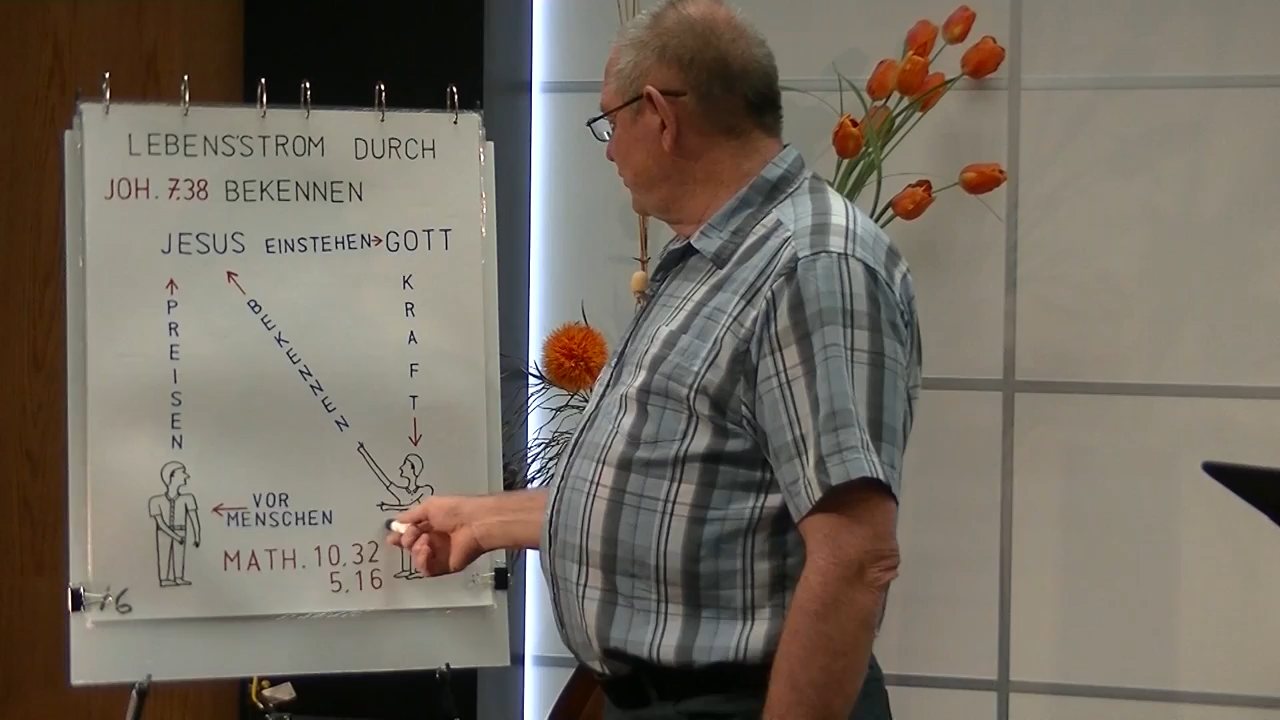 LEBENSSTROM DURCH
JOH. 7.38 BEKENNEN
JESUS EINSTEHEN→GOTT
PREISEN
BEKENNEN
KRAFT
←VOR
MENSCHEN
MATH. 10.32
5.16